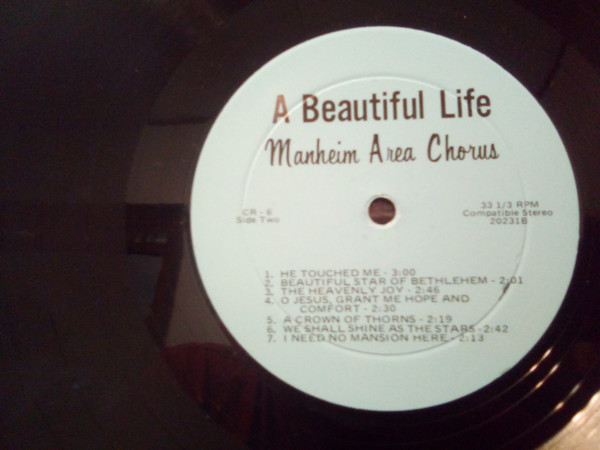 A Beautiful Life
Manheim Area Chorus
CR - 6
Side Two
33 1/3 RPM
Compatible Stereo
20231B
1. HE TOUCHED ME - 3:00
2. BEAUTIFUL STAR OF BETHLEHEM - 2:01
3. THE HEAVENLY JOY - 2:46
4. O JESUS, GRANT ME HOPE AND
COMFORT - 2:30
5. A CROWN OF THORNS - 2:19
6. WE SHALL SHINE AS THE STARS - 2:42
7. I NEED NO MANSION HERE - 2:13